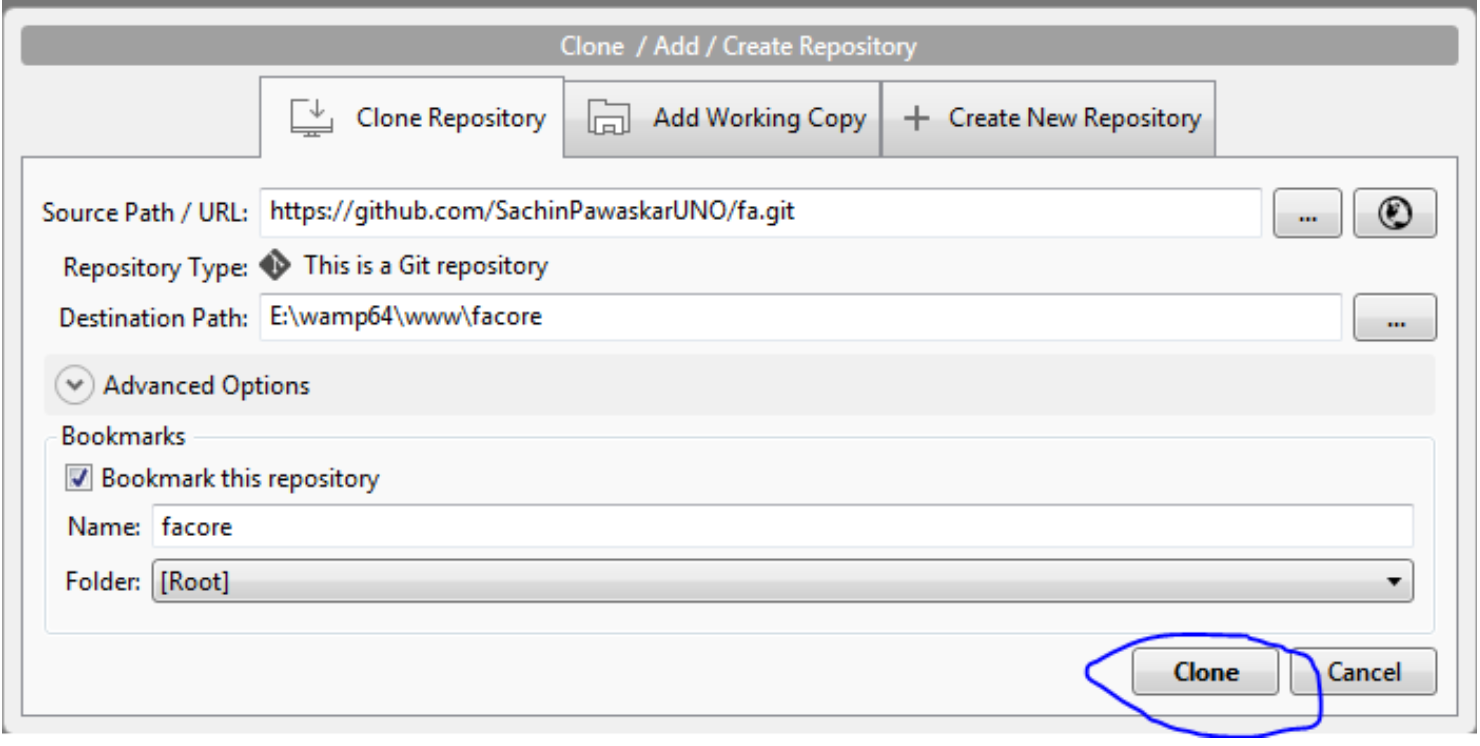 Clone / Add / Create Repository
Clone Repository Add Working Copy + Create New Repository
Source Path / URL: https://github.com/SachinPawaskarUNO/fa.git ...
Repository Type: This is a Git repository
Destination Path: E:\wamp64\www\facore ...
Advanced Options
Bookmarks
Bookmark this repository
Name: facore
Folder: [Root]
Clone Cancel